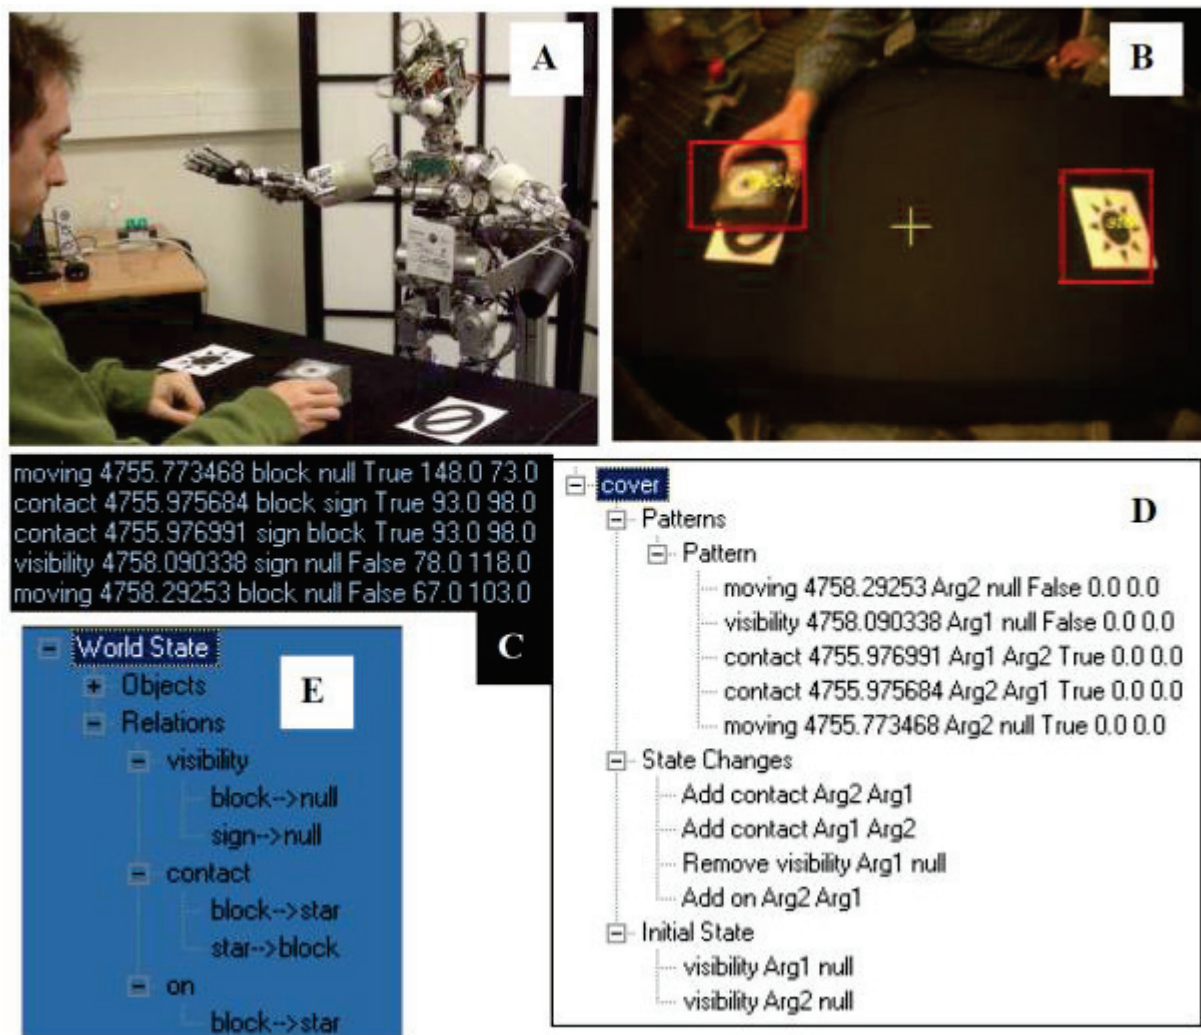 A
B
moving 4755.773468 block null True 148.0 73.0
contact 4755.975684 block sign True 93.0 98.0
contact 4755.976991 sign block True 93.0 98.0
visibility 4758.090338 sign null False 78.0 118.0
moving 4758.29253 block null False 67.0 103.0
C
World State
E
Objects
Relations
visibility
block-->null
sign-->null
contact
block-->star
star-->block
on
block-->star
cover
D
Patterns
Pattern
moving 4758.29253 Arg2 null False 0.0 0.0
visibility 4758.090338 Arg1 null False 0.0 0.0
contact 4755.976991 Arg1 Arg2 True 0.0 0.0
contact 4755.975684 Arg2 Arg1 True 0.0 0.0
moving 4755.773468 Arg2 null True 0.0 0.0
State Changes
Add contact Arg2 Arg1
Add contact Arg1 Arg2
Remove visibility Arg1 null
Add on Arg2 Arg1
Initial State
visibility Arg1 null
visibility Arg2 null